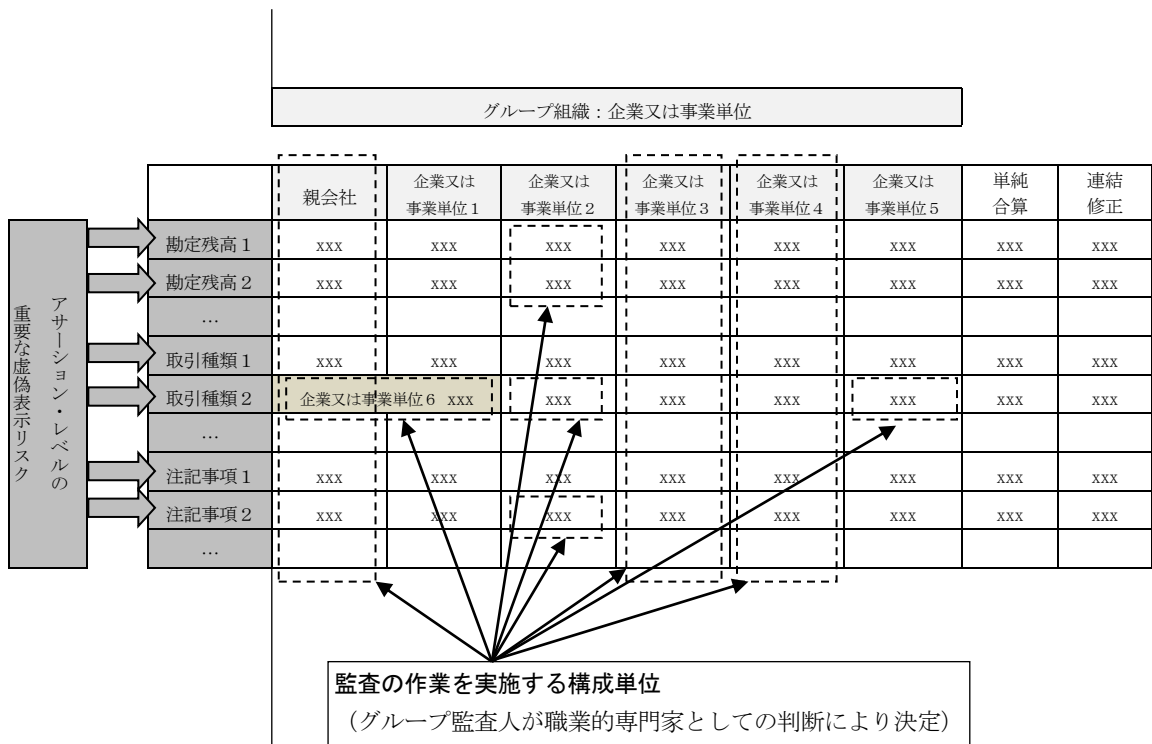 グループ組織：企業又は事業単位
親会社 企業又は事業単位１ 企業又は事業単位２ 企業又は事業単位３ 企業又は事業単位４ 企業又は事業単位５ 単純合算 連結修正
アサーション・レベルの
重要な虚偽表示リスク
勘定残高１ xxx xxx xxx xxx xxx xxx xxx xxx
勘定残高２ xxx xxx xxx xxx xxx xxx xxx xxx
…
取引種類１ xxx xxx xxx xxx xxx xxx xxx xxx
取引種類２ 企業又は事業単位６ xxx xxx xxx xxx xxx xxx xxx
…
注記事項１ xxx xxx xxx xxx xxx xxx xxx xxx
注記事項２ xxx xxx xxx xxx xxx xxx xxx xxx
…
監査の作業を実施する構成単位
（グループ監査人が職業的専門家としての判断により決定）